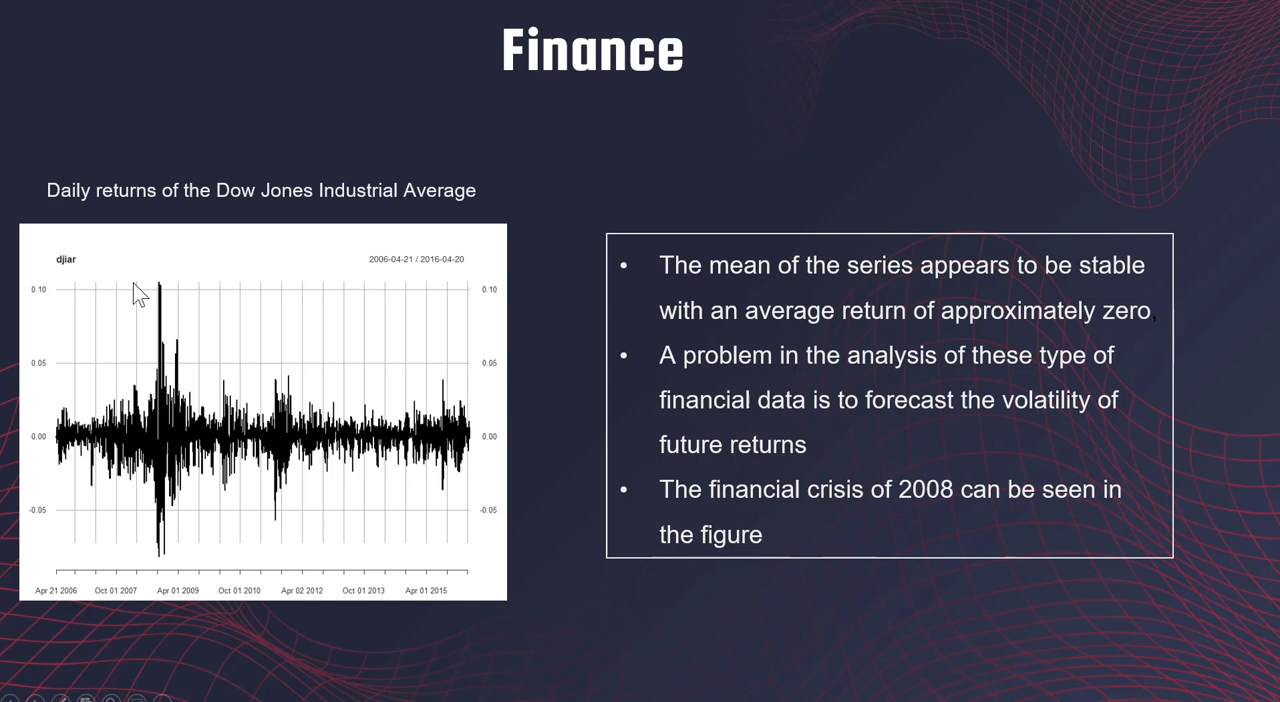 Finance
Daily returns of the Dow Jones Industrial Average
djiar
2006-04-21 / 2016-04-20
0.10
0.10
0.05
0.05
0.00
0.00
-0.05
-0.05
Apr 21 2006
Oct 01 2007
Apr 01 2009
Oct 01 2010
Apr 02 2012
Oct 01 2013
Apr 01 2015
• The mean of the series appears to be stable
with an average return of approximately zero,
• A problem in the analysis of these type of
financial data is to forecast the volatility of
future returns
• The financial crisis of 2008 can be seen in
the figure